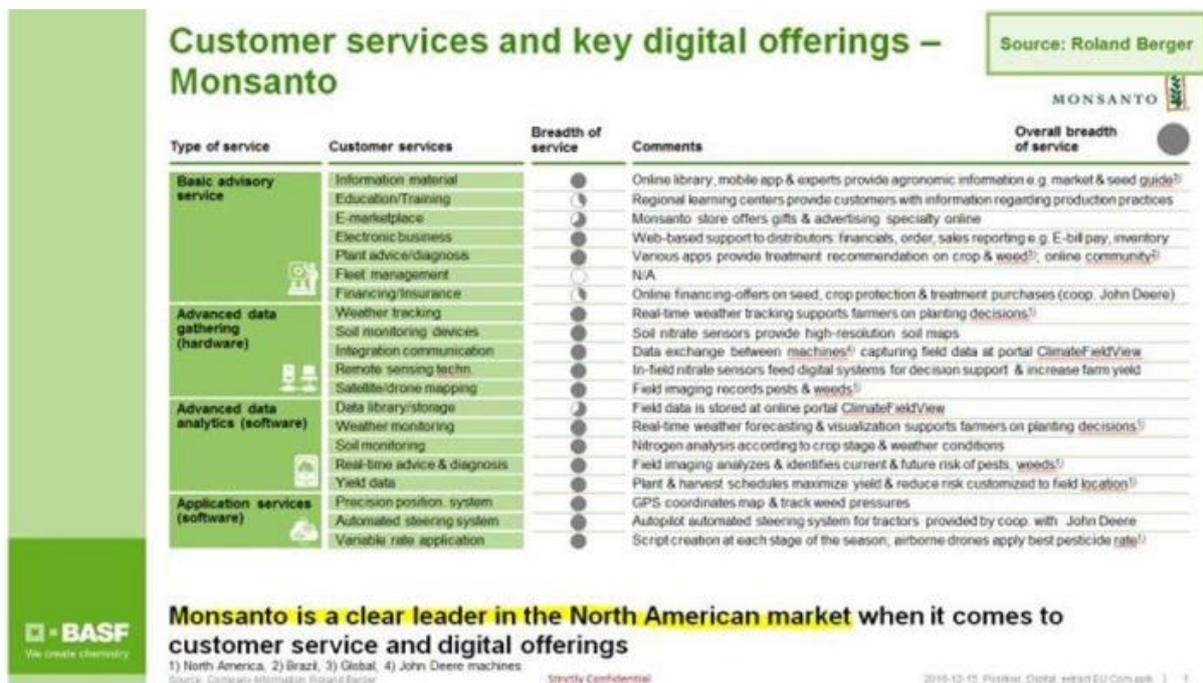 Customer services and key digital offerings –
Monsanto
Source: Roland Berger
MONSANTO
Type of service
Customer services
Breadth of
service
Comments
Overall breadth
of service
Basic advisory
service
Information material
Online library, mobile app & experts provide agronomic information e.g. market & seed guide3)
Education/Training
Regional learning centers provide customers with information regarding production practices
E-marketplace
Monsanto store offers gifts & advertising specialty online
Electronic business
Web-based support to distributors: financials, order, sales reporting e.g. E-bill pay, inventory
Plant advice/diagnosis
Various apps provide treatment recommendation on crop & weed online community
Fleet management
N/A
Financing/Insurance
Online financing-offers on seed, crop protection & treatment purchases (coop. John Deere)
Advanced data
gathering
(hardware)
Weather tracking
Real-time weather tracking supports farmers on planting decisions1)
Soil monitoring devices
Soil nitrate sensors provide high-resolution soil maps
Integration communication
Data exchange between machines4) capturing field data at portal ClimateFieldView
Remote sensing techn.
In-field nitrate sensors feed digital systems for decision support & increase farm yield
Satellite/drone mapping
Field imaging records pests & weeds1)
Advanced data
analytics (software)
Data library/storage
Field data is stored at online portal ClimateFieldView
Weather monitoring
Real-time weather forecasting & visualization supports farmers on planting decisions1)
Soil monitoring
Nitrogen analysis according to crop stage & weather conditions
Real-time advice & diagnosis
Field imaging analyzes & identifies current & future risk of pests, weeds1)
Yield data
Plant & harvest schedules maximize yield & reduce risk customized to field location1)
Application services
(software)
Precision position. system
GPS coordinates map & track weed pressures
Automated steering system
Autopilot automated steering system for tractors provided by coop. with John Deere
Variable rate application
Script creation at each stage of the season; airborne drones apply best pesticide rate1)
Monsanto is a clear leader in the North American market when it comes to
customer service and digital offerings
1) North America, 2) Brazil, 3) Global, 4) John Deere machines
Source: Company Information, Roland Berger
Strictly Confidential
BASF
We create chemistry